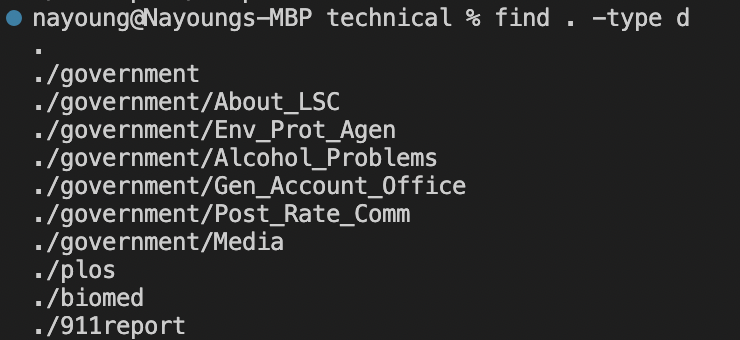 nayoung@Nayoungs-MBP technical % find . -type d
.
./government
./government/About_LSC
./government/Env_Prot_Agen
./government/Alcohol_Problems
./government/Gen_Account_Office
./government/Post_Rate_Comm
./government/Media
./plos
./biomed
./911report